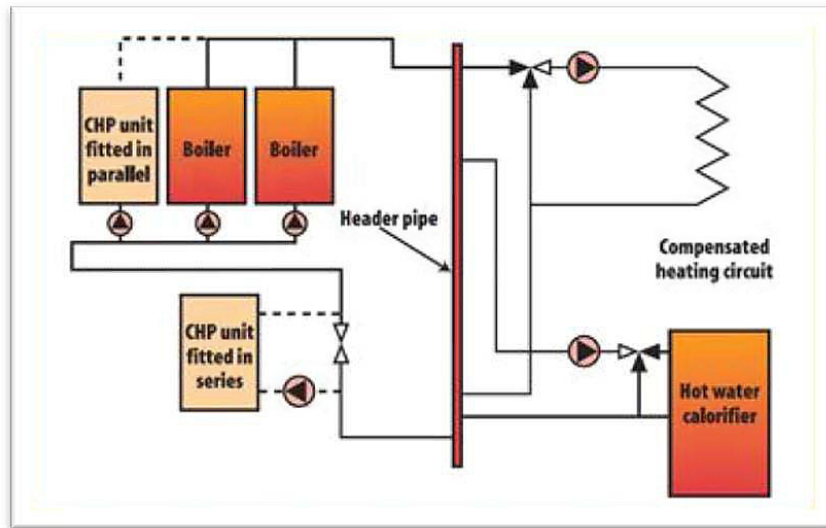 CHP unit
fitted in
parallel
Boiler
Boiler
Header pipe
Compensated
heating circuit
CHP unit
fitted in
series
Hot water
calorifier